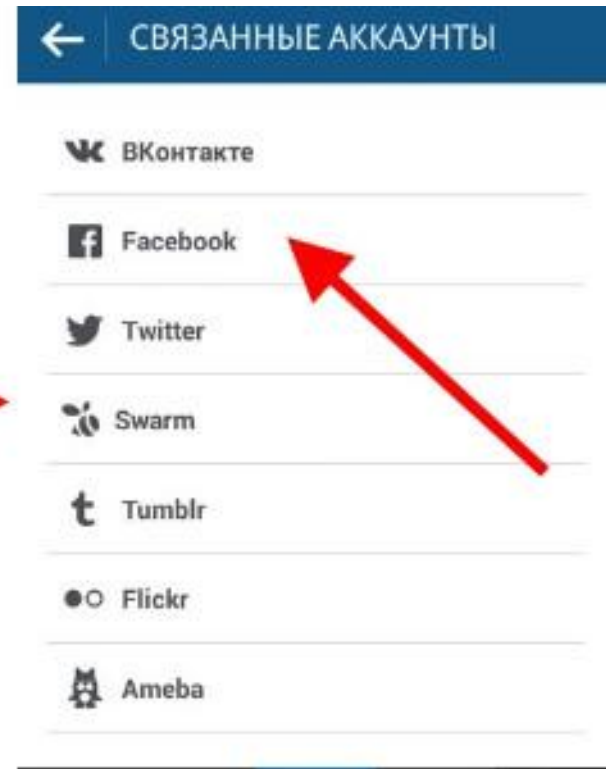 СВЯЗАННЫЕ АККАУНТЫ
ВКонтакте
Facebook
Twitter
Swarm
Tumblr
Flickr
Ameba